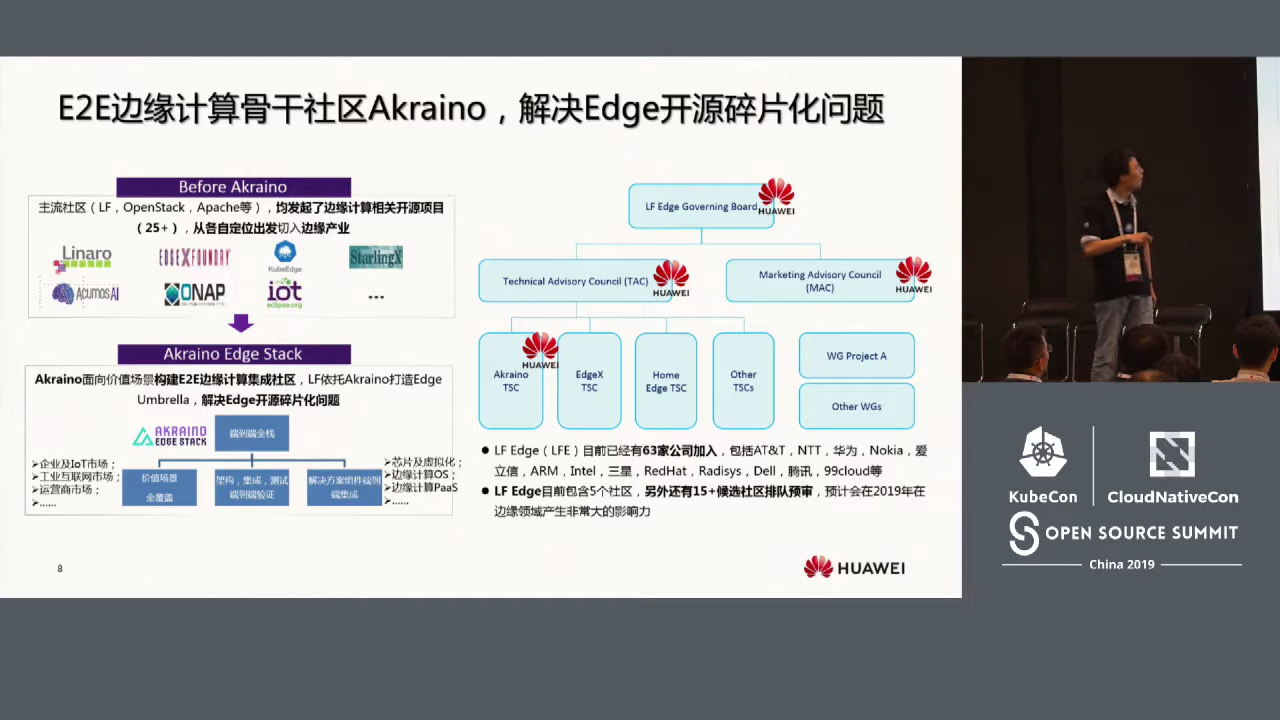 E2E边缘计算骨干社区Akraino，解决Edge开源碎片化问题
Before Akraino
主流社区（LF，OpenStack，Apache等），均发起了边缘计算相关开源项目
（25+），从各自定位出发切入边缘产业
Linaro
EDGEXFOUNDRY
KubeEdge
StarlingX
Acumos AI
ONAP
iot
eclipse.org
...
Akraino Edge Stack
Akraino面向价值场景构建E2E边缘计算集成社区，LF依托Akraino打造Edge
Umbrella，解决Edge开源碎片化问题
AKRAINO
EDGE STACK
端到端全栈
➢企业及IoT市场；
➢工业互联网市场；
➢运营商市场；
➢......
价值场景
全覆盖
架构，集成，测试
端到端验证
解决方案组件端到端
集成
➢芯片及虚拟化；
➢边缘计算OS；
➢边缘计算PaaS
➢......
LF Edge Governing Board
HUAWEI
Technical Advisory Council (TAC)
HUAWEI
Marketing Advisory Council
(MAC)
HUAWEI
HUAWEI
Akraino
TSC
EdgeX
TSC
Home
Edge TSC
Other
TSCs
WG Project A
Other WGs
● LF Edge（LFE）目前已经有63家公司加入，包括AT&T，NTT，华为，Nokia，爱
立信，ARM，Intel，三星，RedHat，Radisys，Dell，腾讯，99cloud等
● LF Edge目前包含5个社区，另外还有15+候选社区排队预审，预计会在2019年在
边缘领域产生非常大的影响力
8
HUAWEI
KubeCon
CloudNativeCon
OPEN SOURCE SUMMIT
China 2019